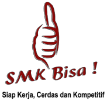 SMK Bisa !
Siap Kerja, Cerdas dan Kompetitif